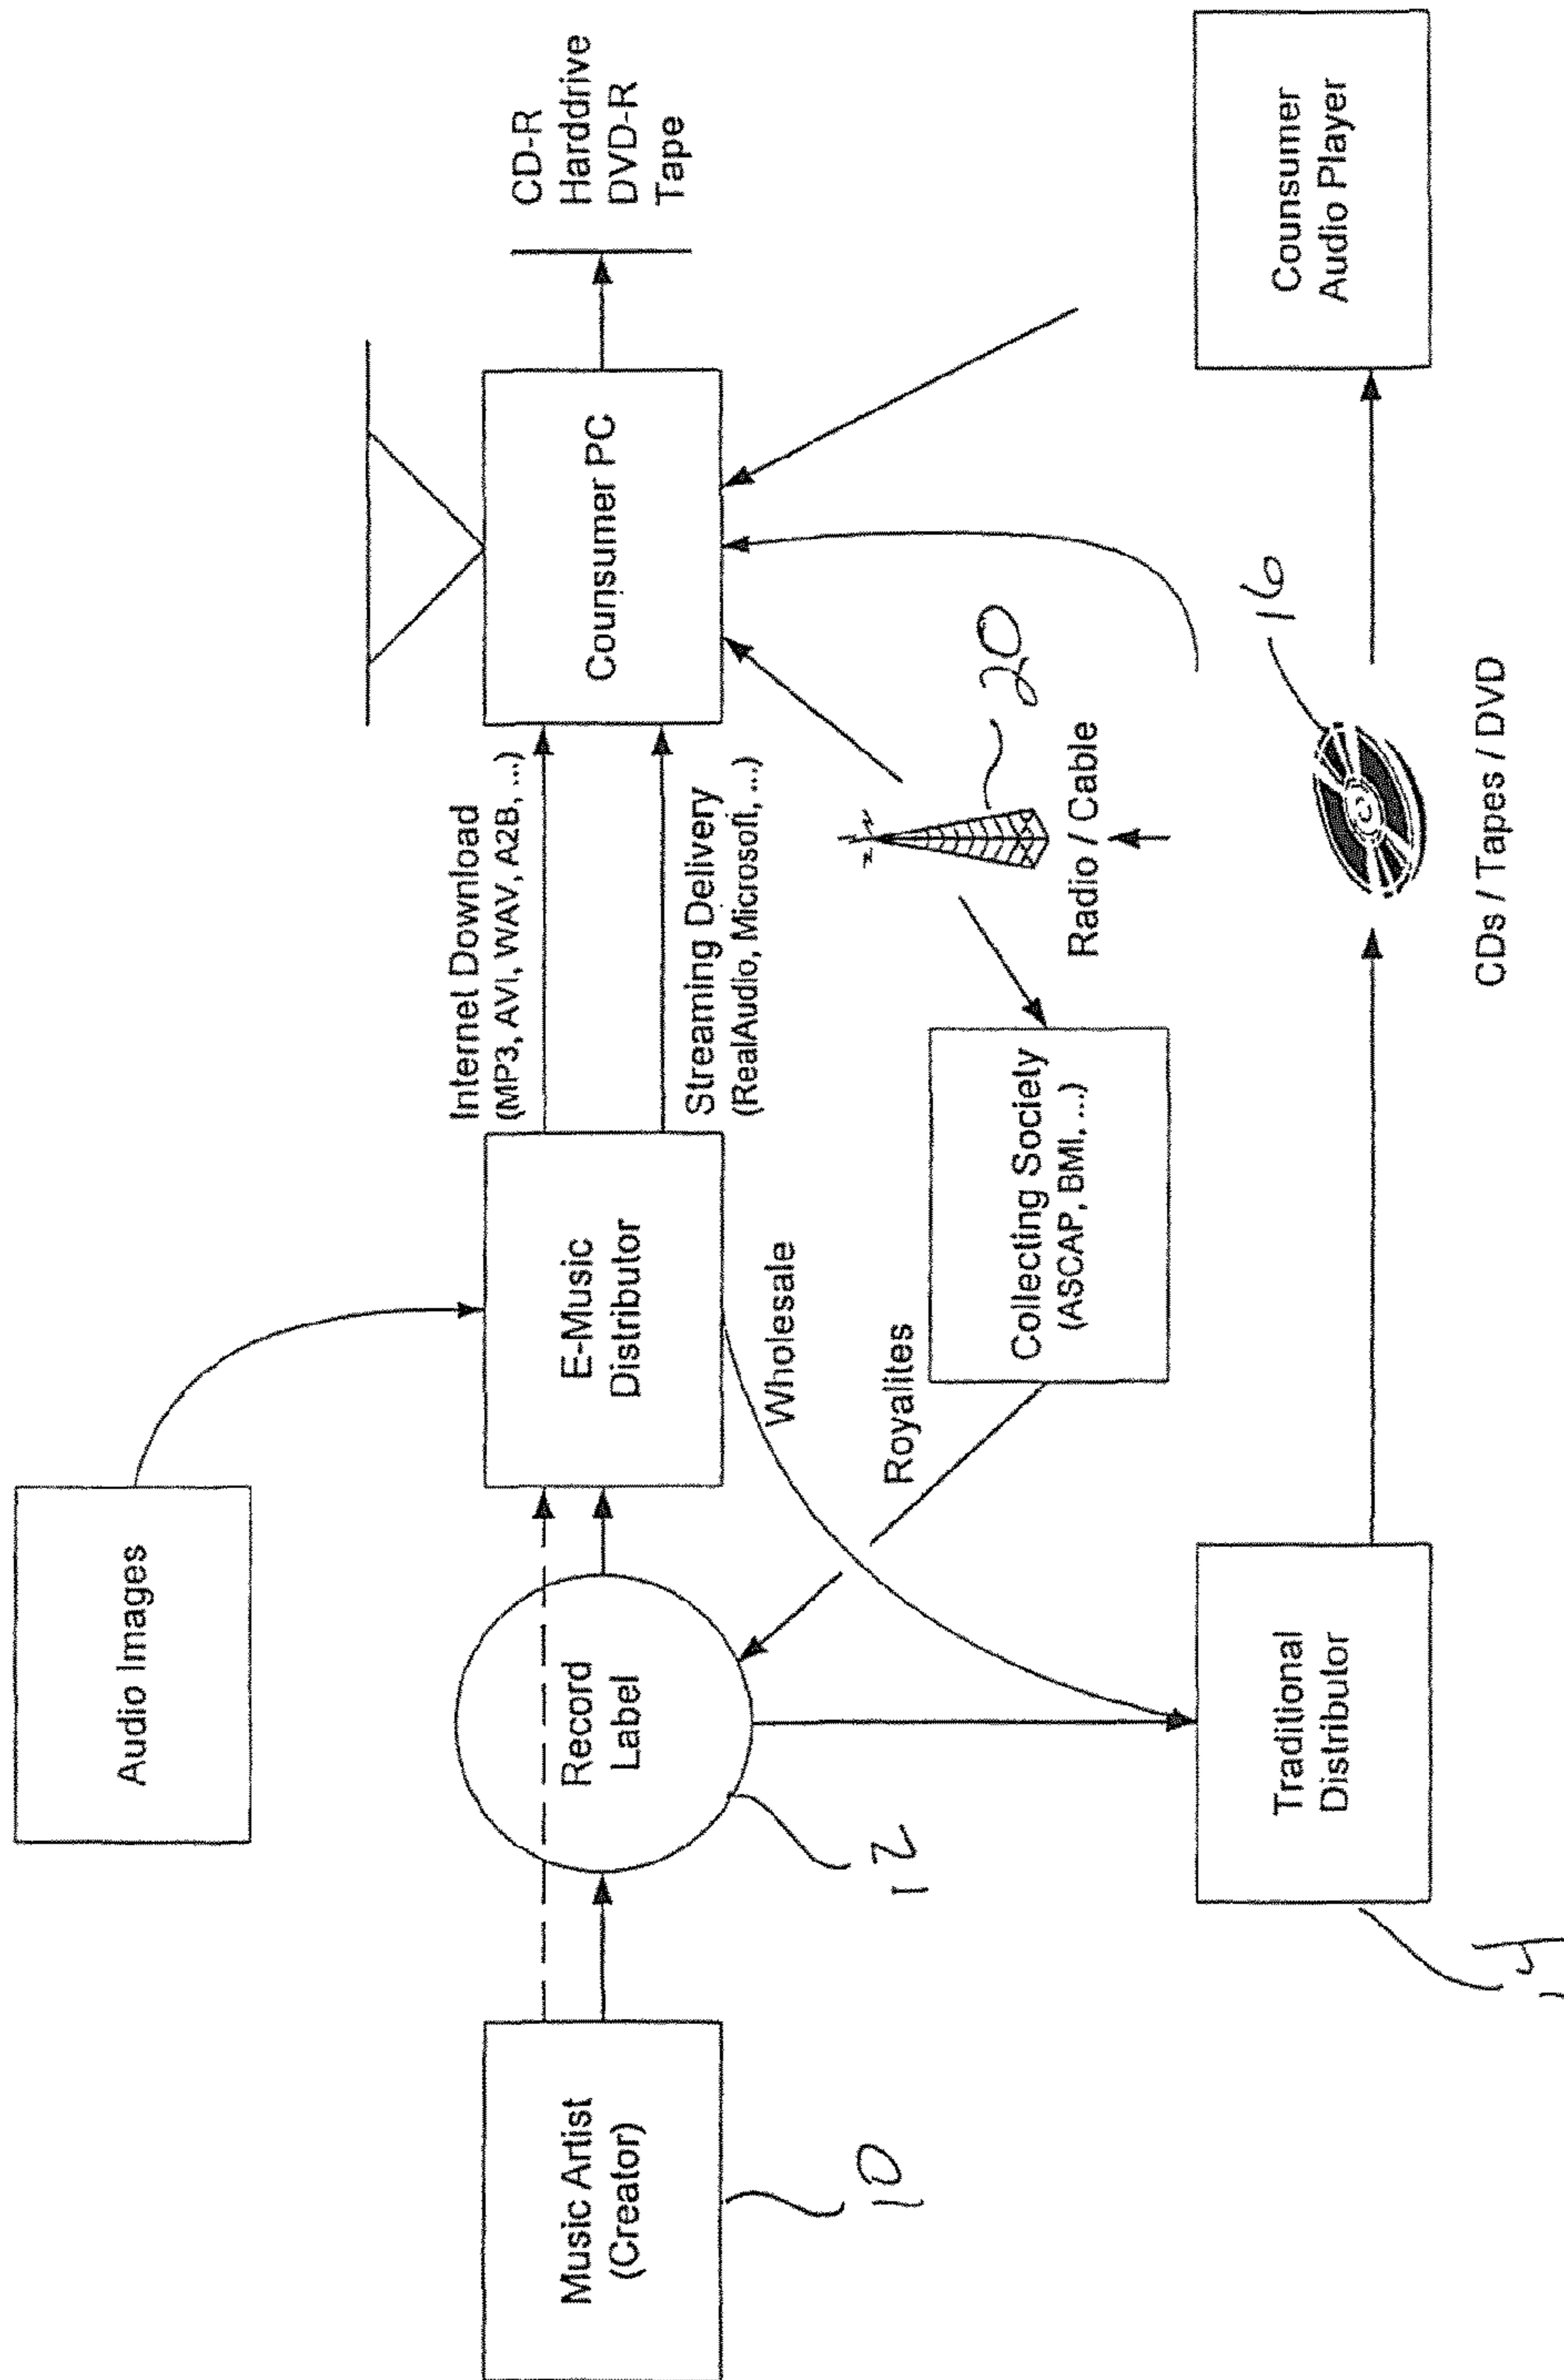 Audio Images
Internet Download
(MP3, AVI, WAV, A2B, ...)
CD-R
Harddrive
DVD-R
Tape
Music Artist
(Creator)
Record
Label
E-Music
Distributor
Counsumer PC
Streaming Delivery
(RealAudio, Microsoft, ...)
Wholesale
10
12
Royalites
20
Collecting Society
(ASCAP, BMI, ...)
Radio / Cable
Traditional
Distributor
16
Counsumer
Audio Player
14
CDs / Tapes / DVD